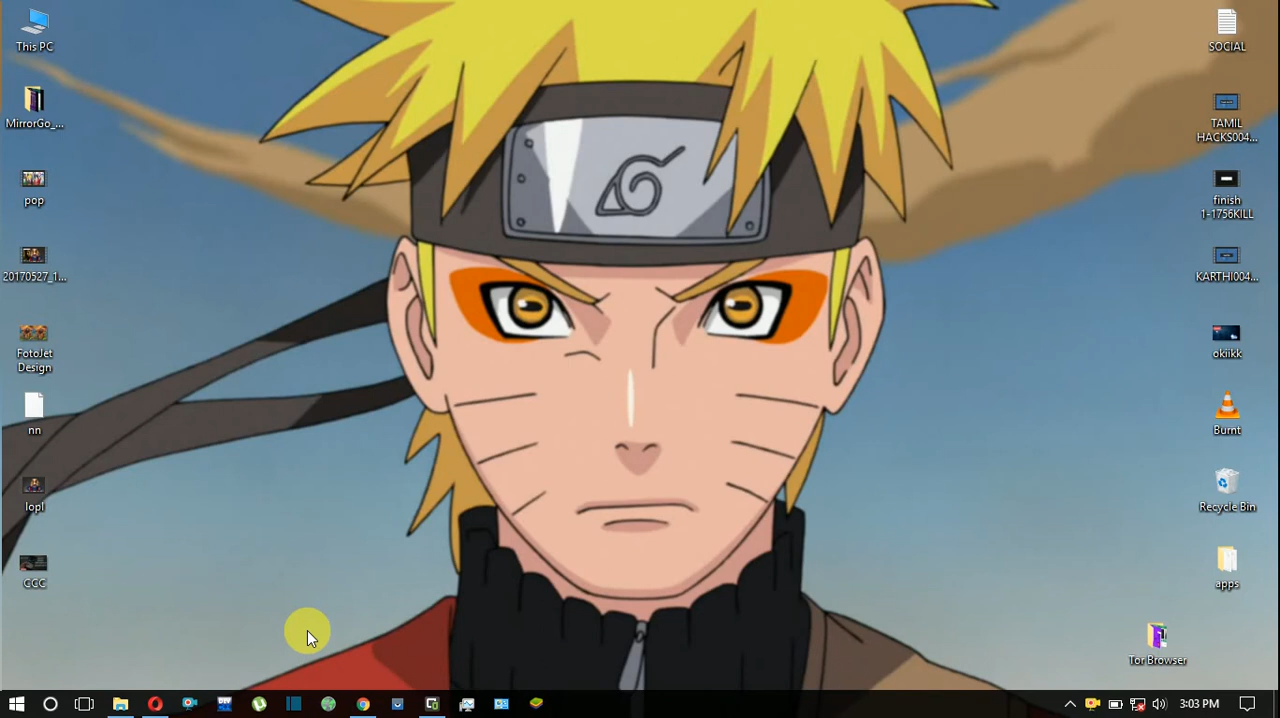 This PC
MirrorGo_...
pop
20170527_1...
FotoJet
Design
nn
lopl
CCC
SOCIAL
TAMIL
HACKS004...
finish
1-1756KILL
KARTHI004...
okiikk
Burnt
Recycle Bin
apps
Tor Browser
3:03 PM